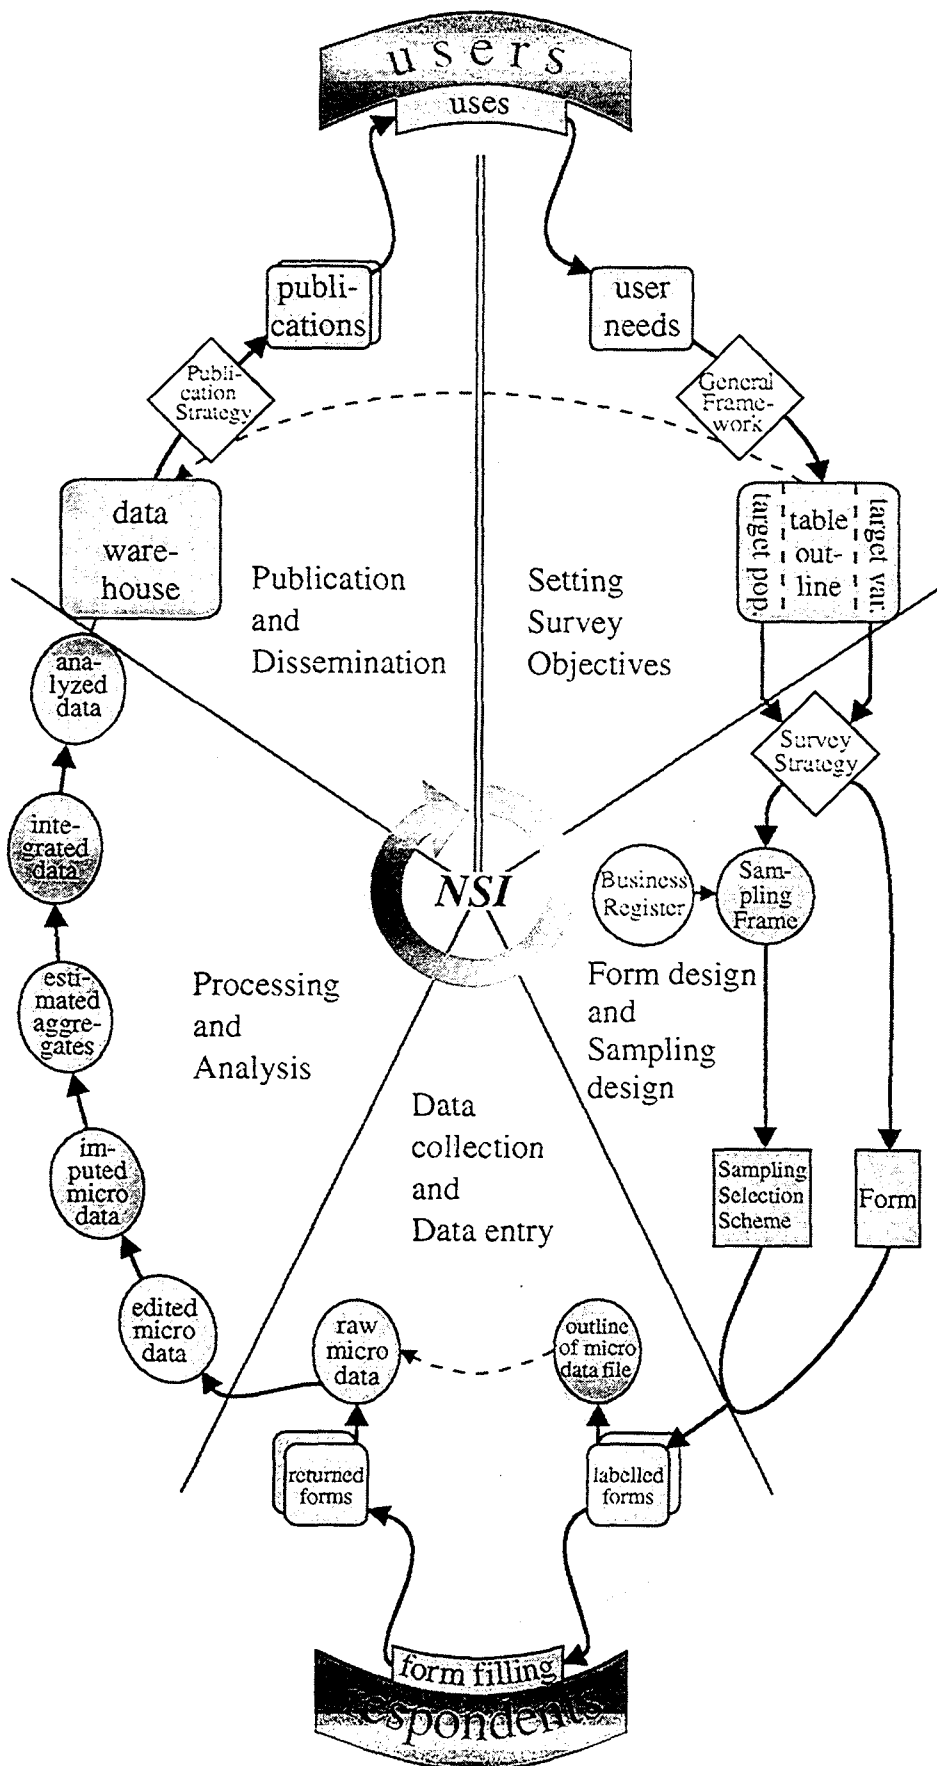 users
uses
publi-
cations
user
needs
Publi-
cation
Strategy
General
Frame-
work
data
ware-
house
target pop.
table
out-
line
target var.
Publication
and
Dissemination
Setting
Survey
Objectives
ana-
lyzed
data
Survey
Strategy
inte-
grated
data
NSI
Business
Register
Sam-
pling
Frame
esti-
mated
aggre-
gates
Processing
and
Analysis
Form design
and
Sampling
design
Data
collection
and
Data entry
im-
puted
micro
data
Sampling
Selection
Scheme
Form
edited
micro
data
raw
micro
data
outline
of micro
data file
returned
forms
labelled
forms
form filling
espondents